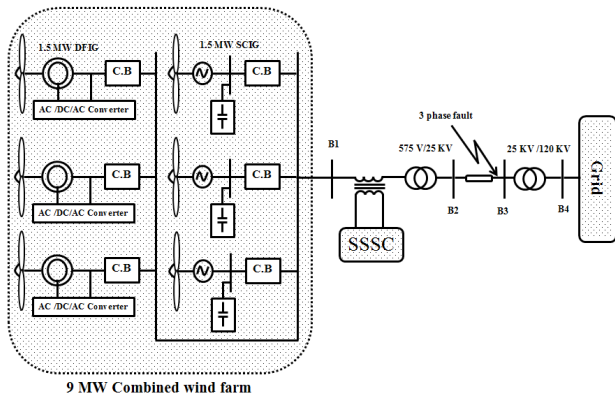 1.5 MW DFIG
1.5 MW SCIG
C.B
C.B
AC /DC/AC Converter
3 phase fault
B1
575 V/25 KV
25 KV /120 KV
C.B
C.B
AC /DC/AC Converter
B2
B3
B4
Grid
SSSC
C.B
C.B
AC /DC/AC Converter
9 MW Combined wind farm